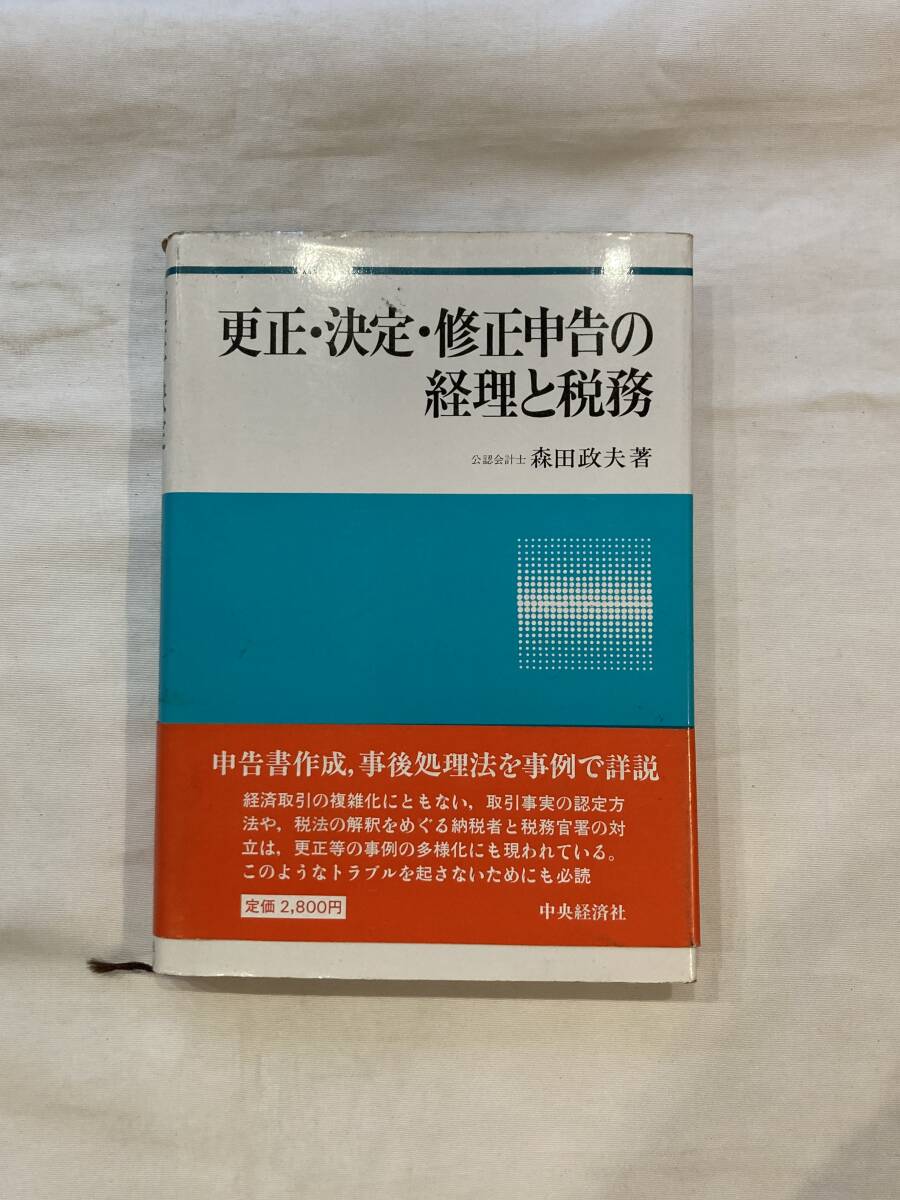 更正・決定・修正申告の
経理と税務
公認会計士 森田政夫著
申告書作成,事後処理法を事例で詳説
経済取引の複雑化にともない,取引事実の認定方
法や,税法の解釈をめぐる納税者と税務官署の対
立は,更正等の事例の多様化にも現われている。
このようなトラブルを起さないためにも必読
定価 2,800円
中央経済社